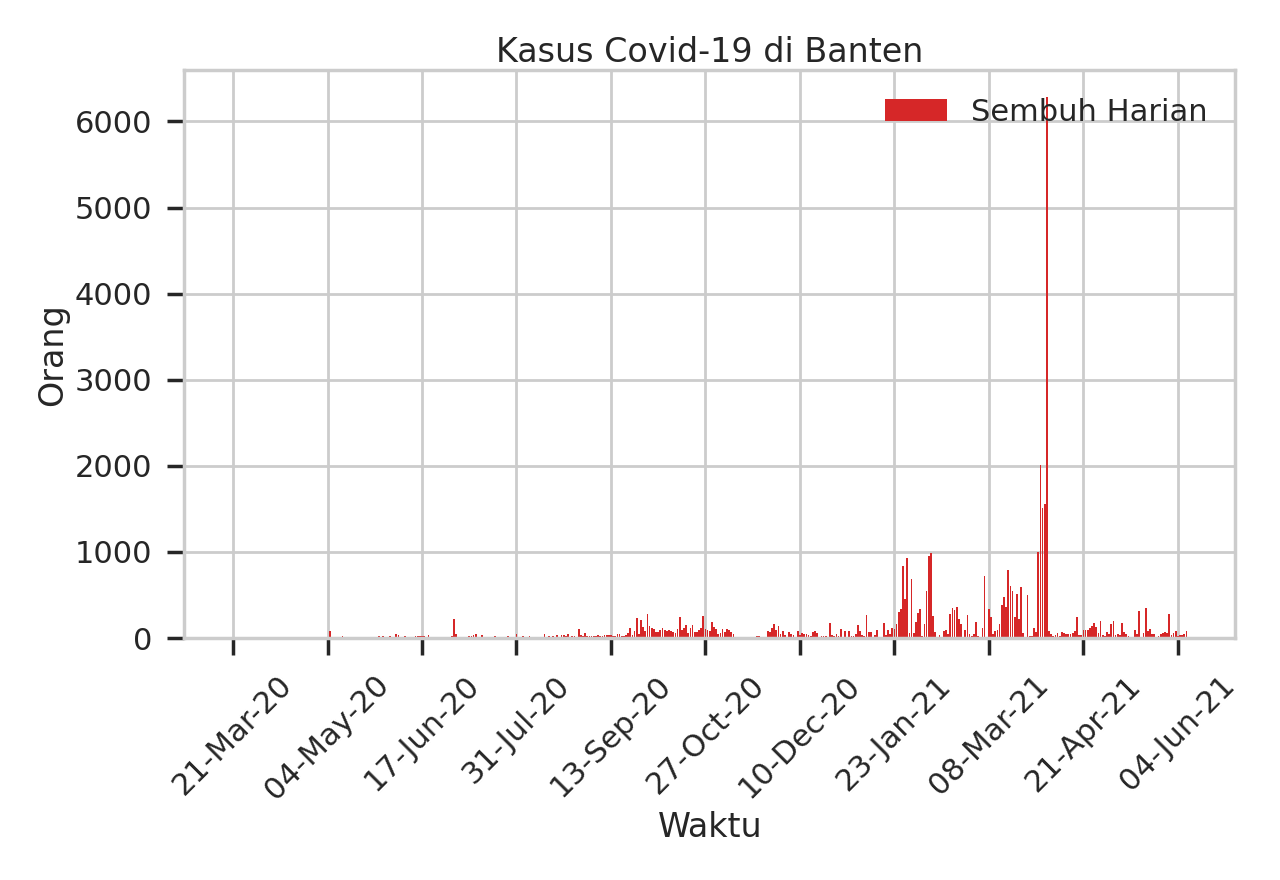 Kasus Covid-19 di Banten
Sembuh Harian
6000
5000
4000
3000
2000
1000
0
Orang
21-Mar-20
04-May-20
17-Jun-20
31-Jul-20
13-Sep-20
27-Oct-20
10-Dec-20
23-Jan-21
08-Mar-21
21-Apr-21
04-Jun-21
Waktu